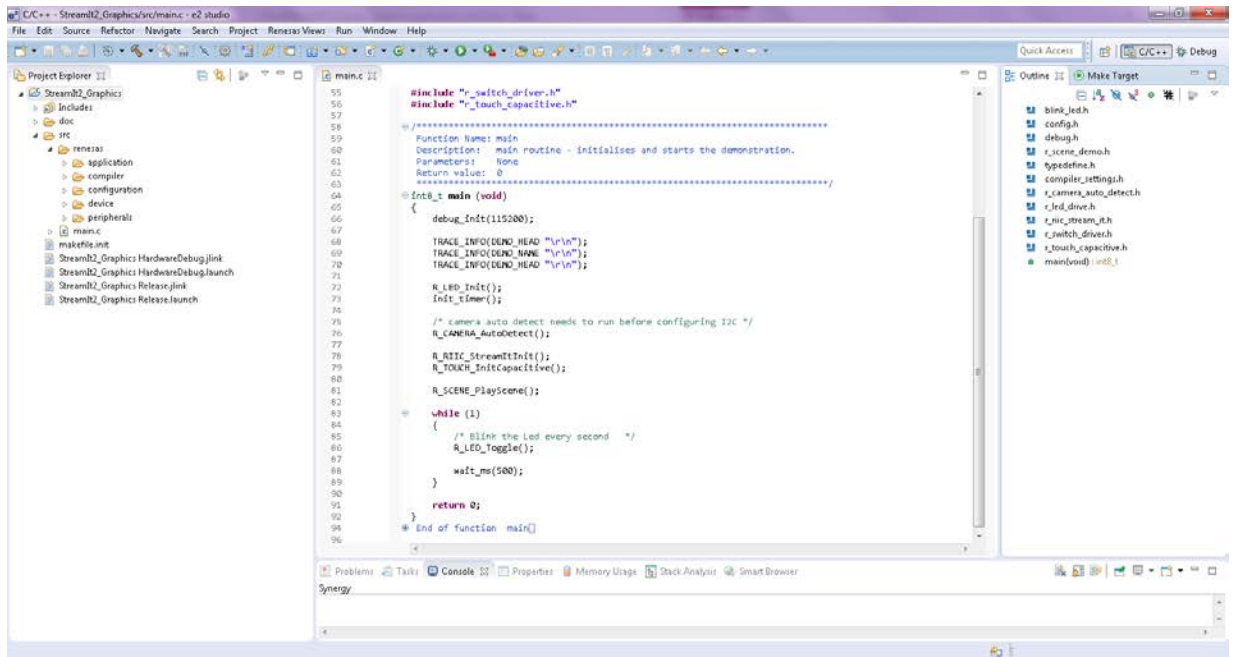 C/C++ - StreamIt2_Graphics/src/main.c - e2 studio
File Edit Source Refactor Navigate Search Project Renesas Views Run Window Help
Quick Access C/C++ Debug
Project Explorer
StreamIt2_Graphics
Includes
doc
src
renesas
application
compiler
configuration
device
peripherals
main.c
makefile.init
StreamIt2_Graphics HardwareDebug.jlink
StreamIt2_Graphics HardwareDebug.launch
StreamIt2_Graphics Release.jlink
StreamIt2_Graphics Release.launch
main.c
55 #include "r_switch_driver.h"
56 #include "r_touch_capacitive.h"
57
58 /******************************************************************************
59 Function Name: main
60 Description: main routine - initialises and starts the demonstration.
61 Parameters: None
62 Return value: 0
63 ******************************************************************************/
64 int8_t main (void)
65 {
66 debug_init(115200);
67
68 TRACE_INFO(DEMO_HEAD "\r\n");
69 TRACE_INFO(DEMO_NAME "\r\n");
70 TRACE_INFO(DEMO_HEAD "\r\n");
71
72 R_LED_Init();
73 init_timer();
74
75 /* camera auto detect needs to run before configuring I2C */
76 R_CAMERA_AutoDetect();
77
78 R_RIIC_StreamItInit();
79 R_TOUCH_InitCapacitive();
80
81 R_SCENE_PlayScene();
82
83 while (1)
84 {
85 /* Blink the Led every second */
86 R_LED_Toggle();
87
88 wait_ms(500);
89 }
90
91 return 0;
92 }
94 End of function main
96
Outline Make Target
blink_led.h
config.h
debug.h
r_scene_demo.h
typedefine.h
compiler_settings.h
r_camera_auto_detect.h
r_led_drive.h
r_riic_stream_it.h
r_switch_driver.h
r_touch_capacitive.h
main(void) : int8_t
Problems Tasks Console Properties Memory Usage Stack Analysis Smart Browser
Synergy